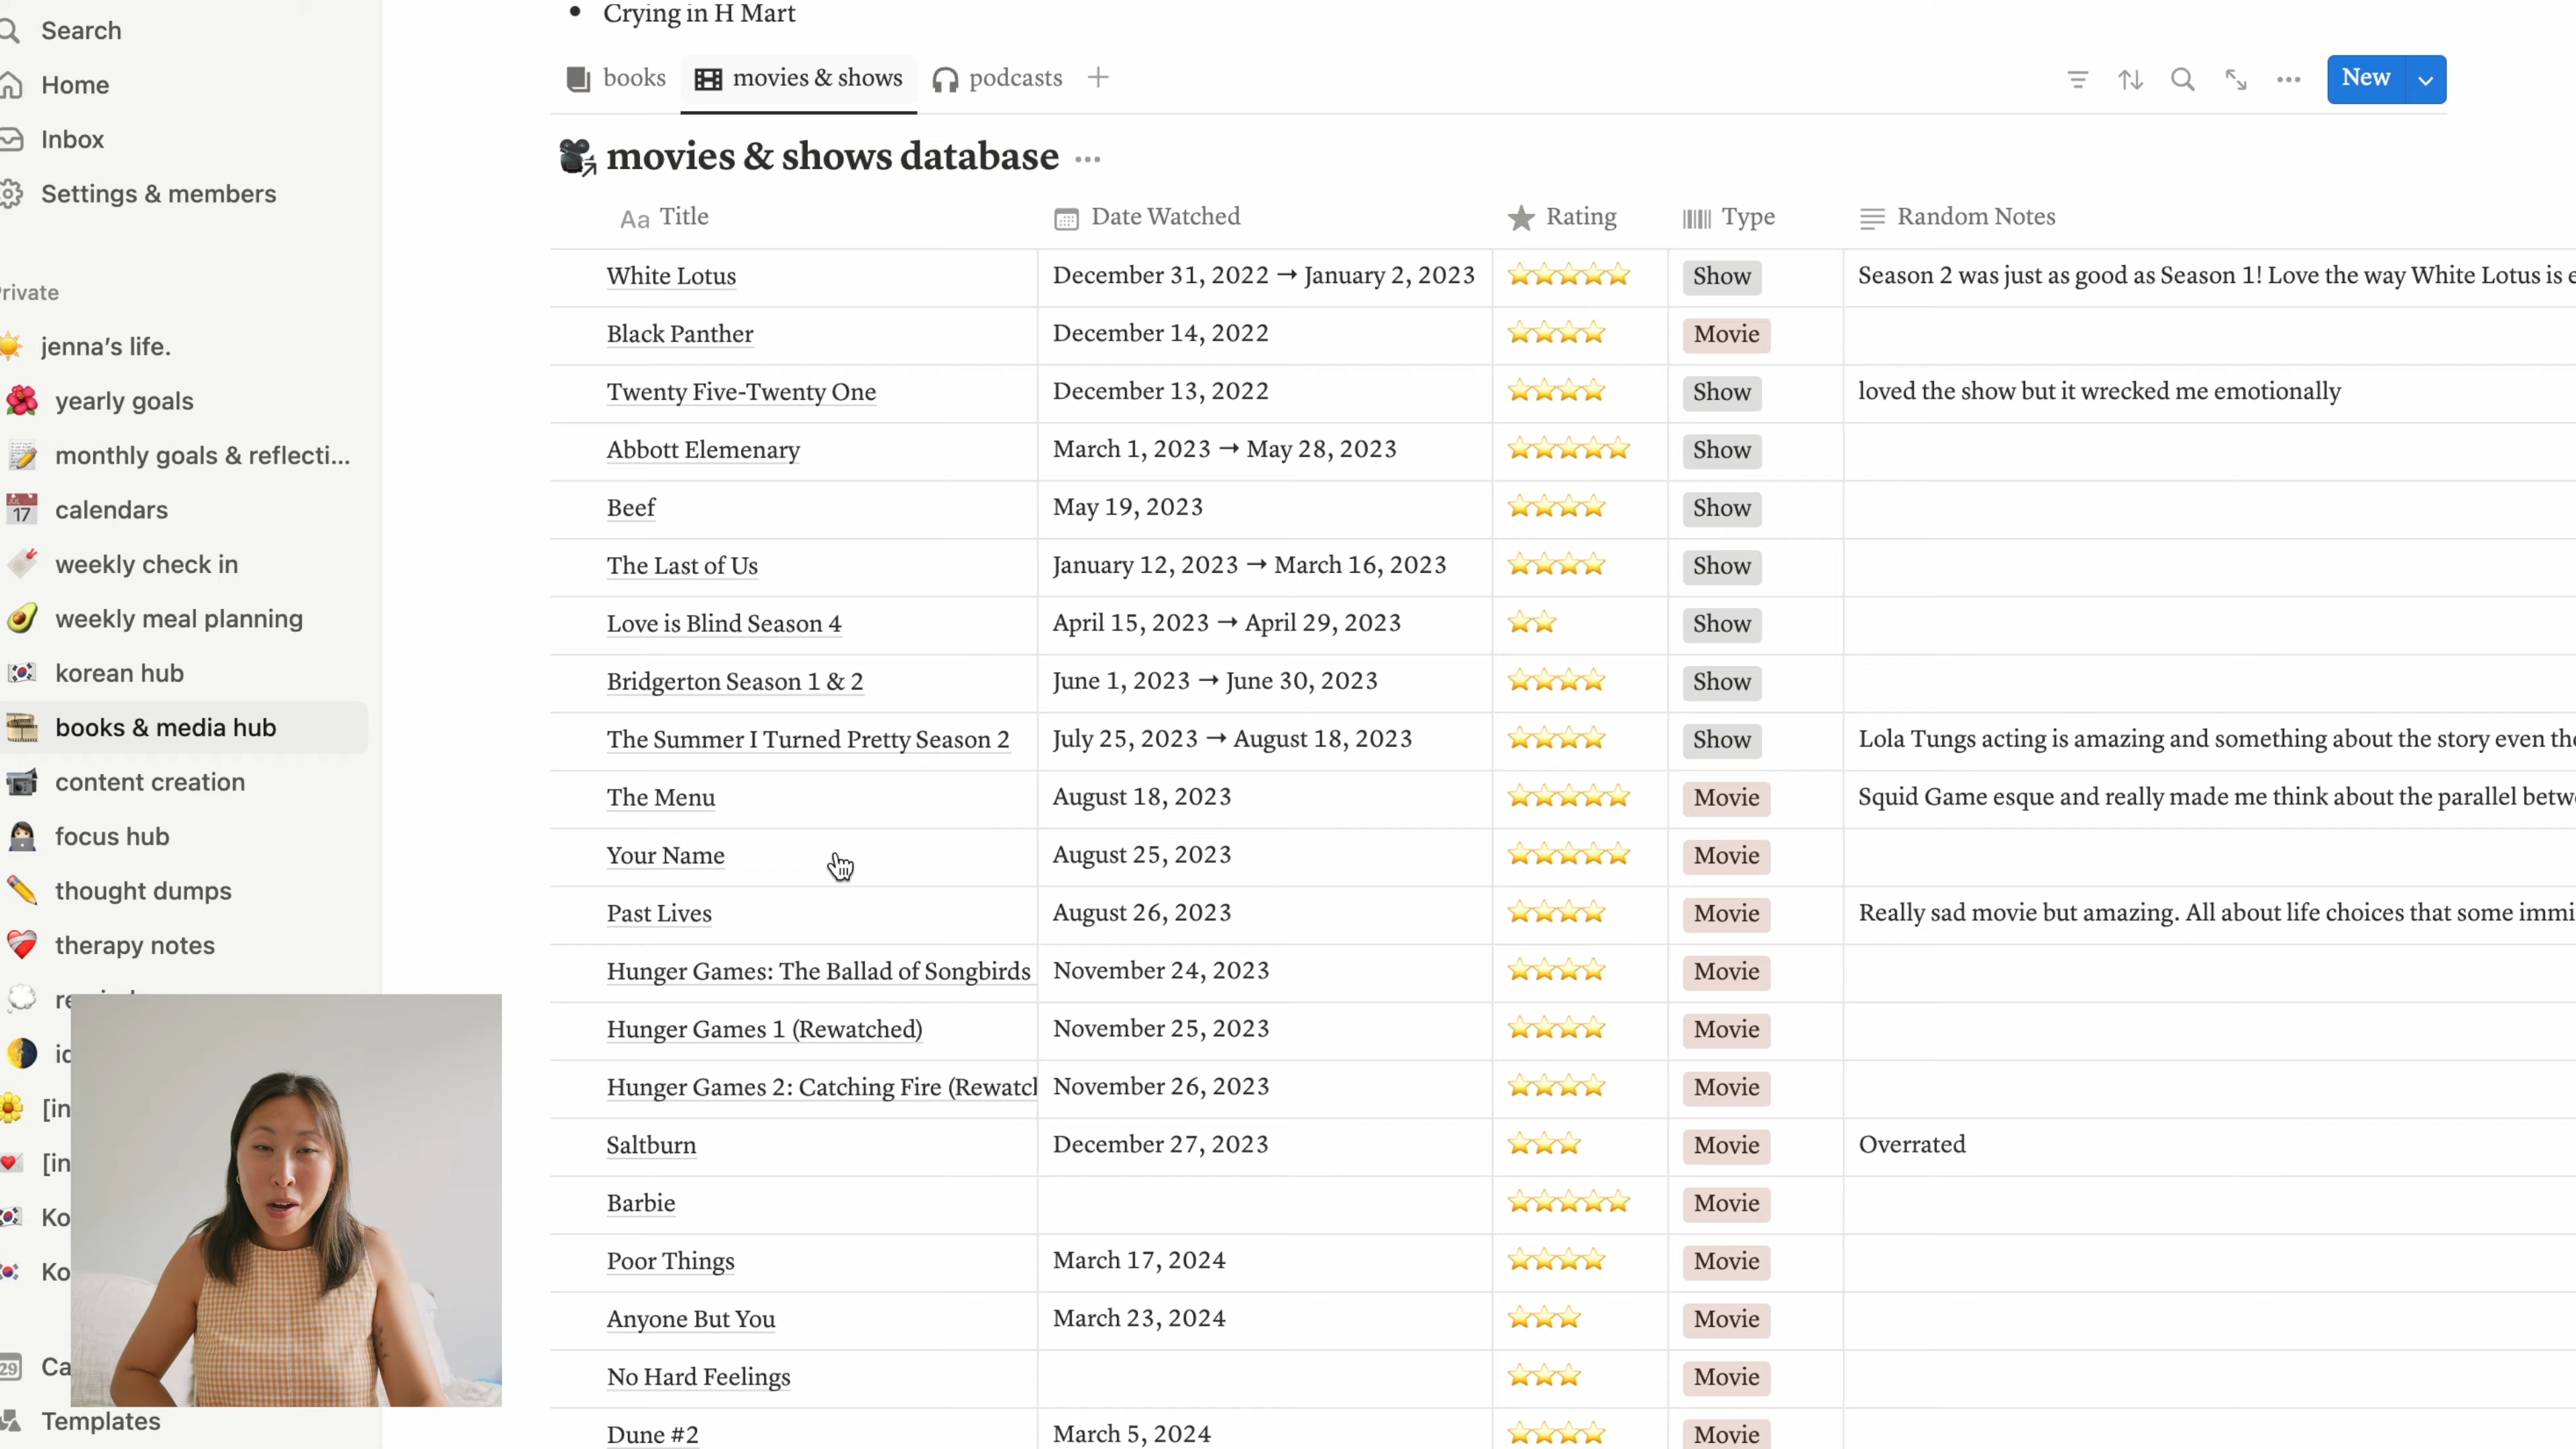 Crying in H Mart
Search
Home
Inbox
Settings & members
rivate
jenna's life.
yearly goals
monthly goals & reflecti...
JUL
17
calendars
weekly check in
weekly meal planning
korean hub
books & media hub
content creation
focus hub
thought dumps
therapy notes
[in
[in
Ko
Ko
29
Ca
Templates
books
movies & shows
podcasts
New
movies & shows database
Aa Title
Date Watched
Rating
Type
Random Notes
White Lotus
December 31, 2022 → January 2, 2023
Show
Season 2 was just as good as Season 1! Love the way White Lotus is e
Black Panther
December 14, 2022
Movie
Twenty Five-Twenty One
December 13, 2022
Show
loved the show but it wrecked me emotionally
Abbott Elemenary
March 1, 2023 → May 28, 2023
Show
Beef
May 19, 2023
Show
The Last of Us
January 12, 2023 → March 16, 2023
Show
Love is Blind Season 4
April 15, 2023 → April 29, 2023
Show
Bridgerton Season 1 & 2
June 1, 2023 → June 30, 2023
Show
The Summer I Turned Pretty Season 2
July 25, 2023 → August 18, 2023
Show
Lola Tungs acting is amazing and something about the story even th
The Menu
August 18, 2023
Movie
Squid Game esque and really made me think about the parallel betw
Your Name
August 25, 2023
Movie
Past Lives
August 26, 2023
Movie
Really sad movie but amazing. All about life choices that some immi
Hunger Games: The Ballad of Songbirds
November 24, 2023
Movie
Hunger Games 1 (Rewatched)
November 25, 2023
Movie
Hunger Games 2: Catching Fire (Rewatch
November 26, 2023
Movie
Saltburn
December 27, 2023
Movie
Overrated
Barbie
Movie
Poor Things
March 17, 2024
Movie
Anyone But You
March 23, 2024
Movie
No Hard Feelings
Movie
Dune #2
March 5, 2024
Movie